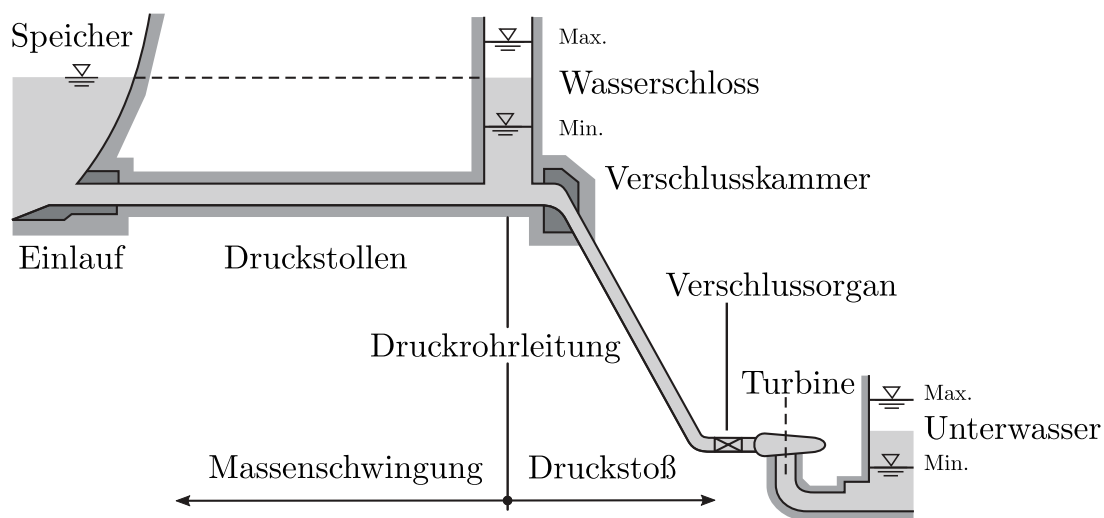 Speicher
Max.
Wasserschloss
Min.
Verschlusskammer
Einlauf
Druckstollen
Verschlussorgan
Druckrohrleitung
Turbine
Max.
Unterwasser
Min.
Massenschwingung
Druckstoß